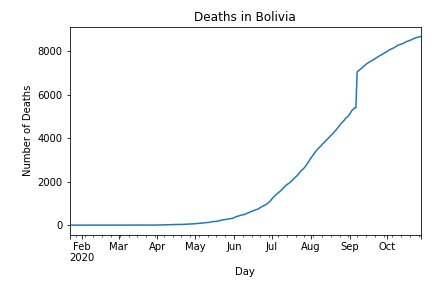 Deaths in Bolivia
Number of Deaths
8000
6000
4000
2000
0
Feb Mar Apr May Jun Jul Aug Sep Oct
2020
Day